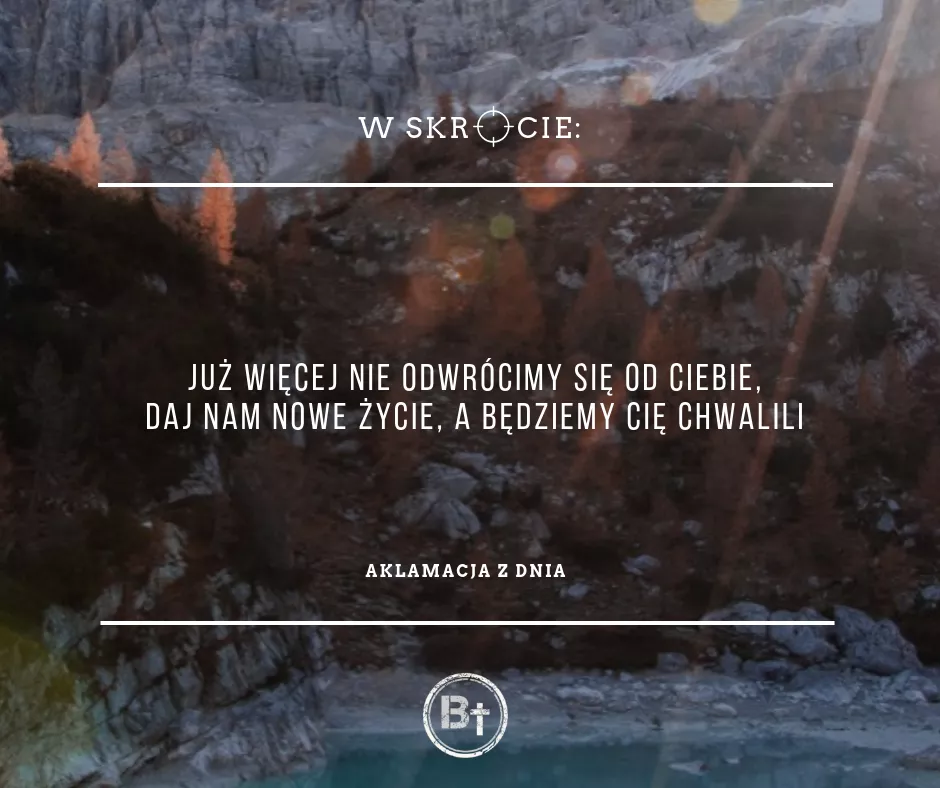 W SKRÓCIE:
JUŻ WIĘCEJ NIE ODWRÓCIMY SIĘ OD CIEBIE,
DAJ NAM NOWE ŻYCIE, A BĘDZIEMY CIĘ CHWALILI
AKLAMACJA Z DNIA
B†